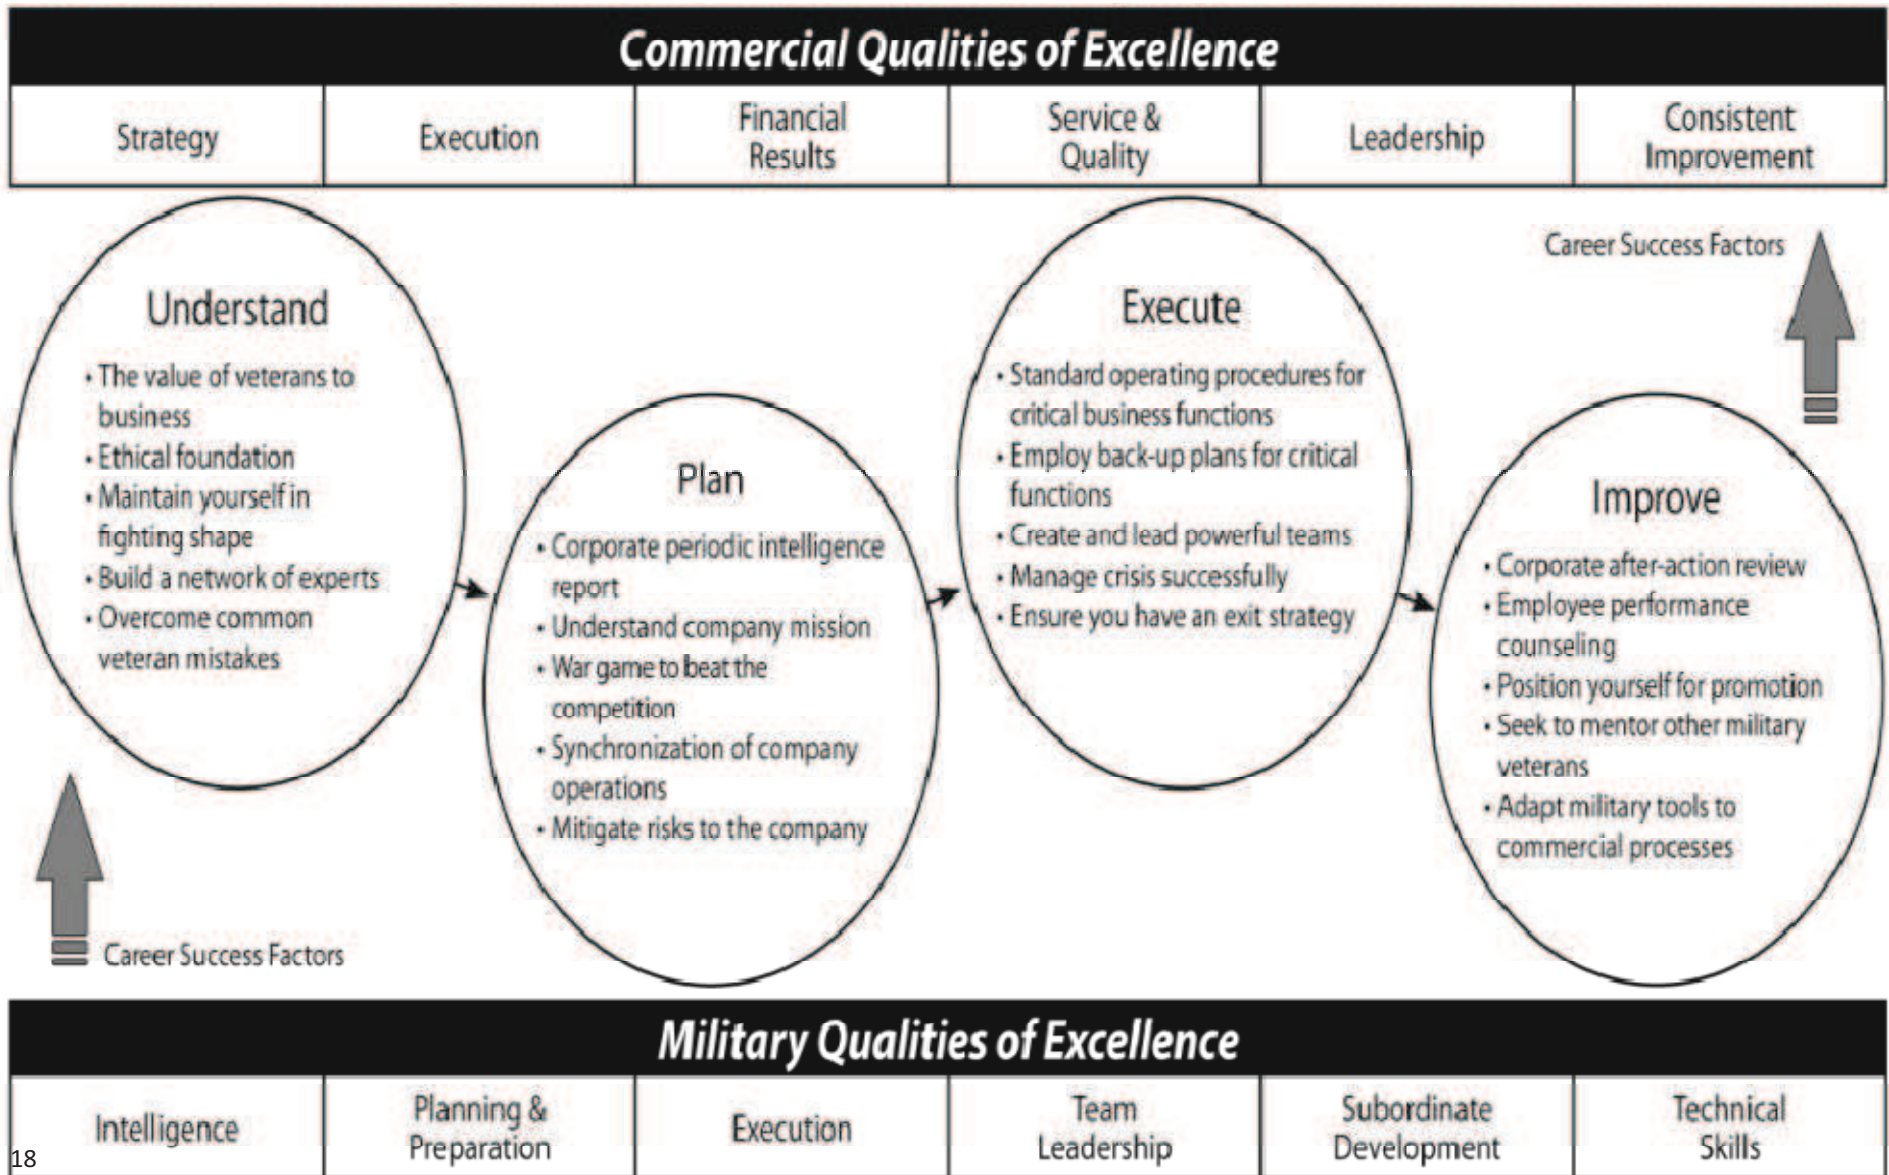 Commercial Qualities of Excellence
Strategy
Execution
Financial
Results
Service &
Quality
Leadership
Consistent
Improvement
Understand
• The value of veterans to
business
• Ethical foundation
• Maintain yourself in
fighting shape
• Build a network of experts
• Overcome common
veteran mistakes
Plan
• Corporate periodic intelligence
report
• Understand company mission
• War game to beat the
competition
• Synchronization of company
operations
• Mitigate risks to the company
Execute
• Standard operating procedures for
critical business functions
• Employ back-up plans for critical
functions
• Create and lead powerful teams
• Manage crisis successfully
• Ensure you have an exit strategy
Career Success Factors
Improve
• Corporate after-action review
• Employee performance
counseling
• Position yourself for promotion
• Seek to mentor other military
veterans
• Adapt military tools to
commercial processes
Career Success Factors
Military Qualities of Excellence
Intelligence
Planning &
Preparation
Execution
Team
Leadership
Subordinate
Development
Technical
Skills
18